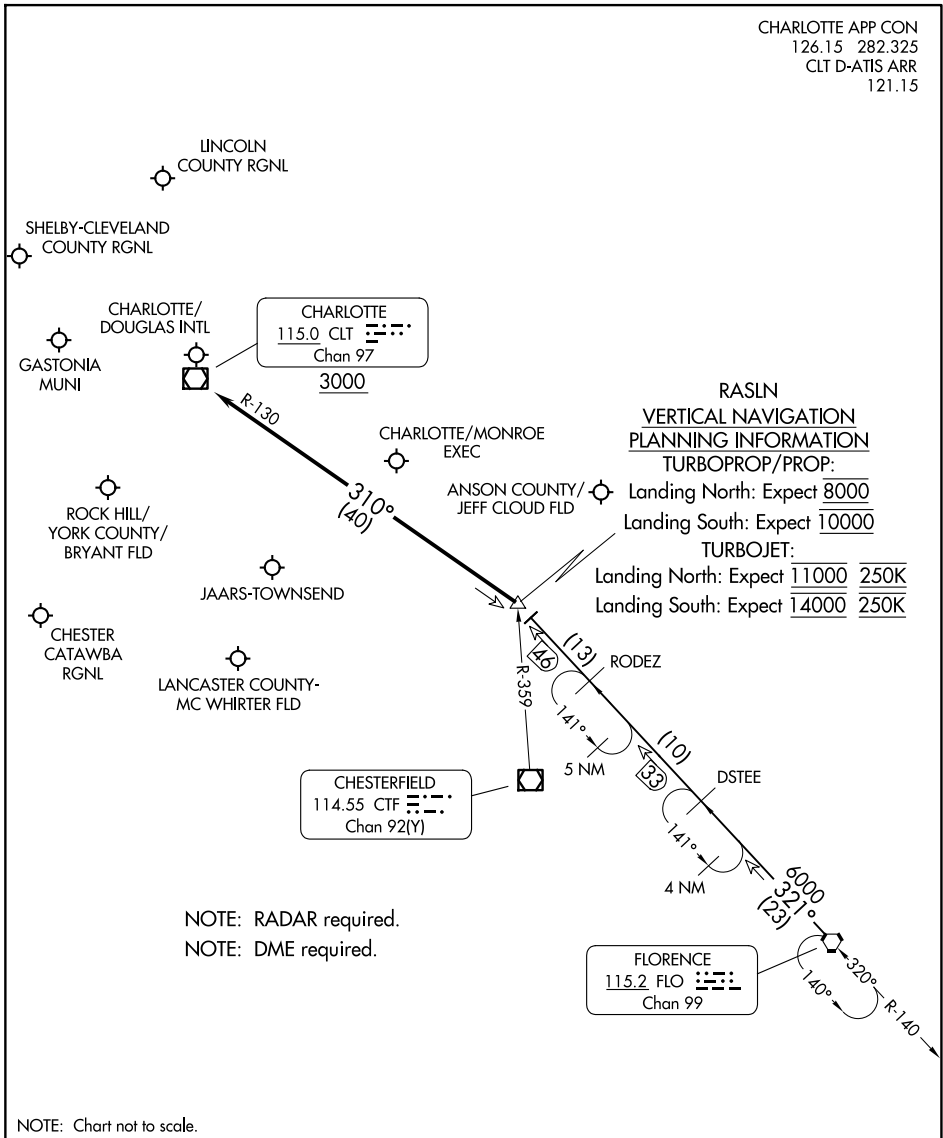 CHARLOTTE APP CON
126.15 282.325
CLT D-ATIS ARR
121.15
LINCOLN
COUNTY RGNL
SHELBY-CLEVELAND
COUNTY RGNL
CHARLOTTE/
DOUGLAS INTL
CHARLOTTE
115.0 CLT
Chan 97
3000
GASTONIA
MUNI
R-130
310°
(40)
CHARLOTTE/MONROE
EXEC
ANSON COUNTY/
JEFF CLOUD FLD
RASLN
VERTICAL NAVIGATION
PLANNING INFORMATION
TURBOPROP/PROP:
Landing North: Expect 8000
Landing South: Expect 10000
TURBOJET:
Landing North: Expect 11000 250K
Landing South: Expect 14000 250K
ROCK HILL/
YORK COUNTY/
BRYANT FLD
JAARS-TOWNSEND
CHESTER
CATAWBA
RGNL
LANCASTER COUNTY-
MC WHIRTER FLD
R-359
46
(13)
RODEZ
141°
5 NM
(10)
33
DSTEE
141°
4 NM
CHESTERFIELD
114.55 CTF
Chan 92(Y)
6000
321°
(23)
NOTE: RADAR required.
NOTE: DME required.
FLORENCE
115.2 FLO
Chan 99
140°
320°
R-140
NOTE: Chart not to scale.